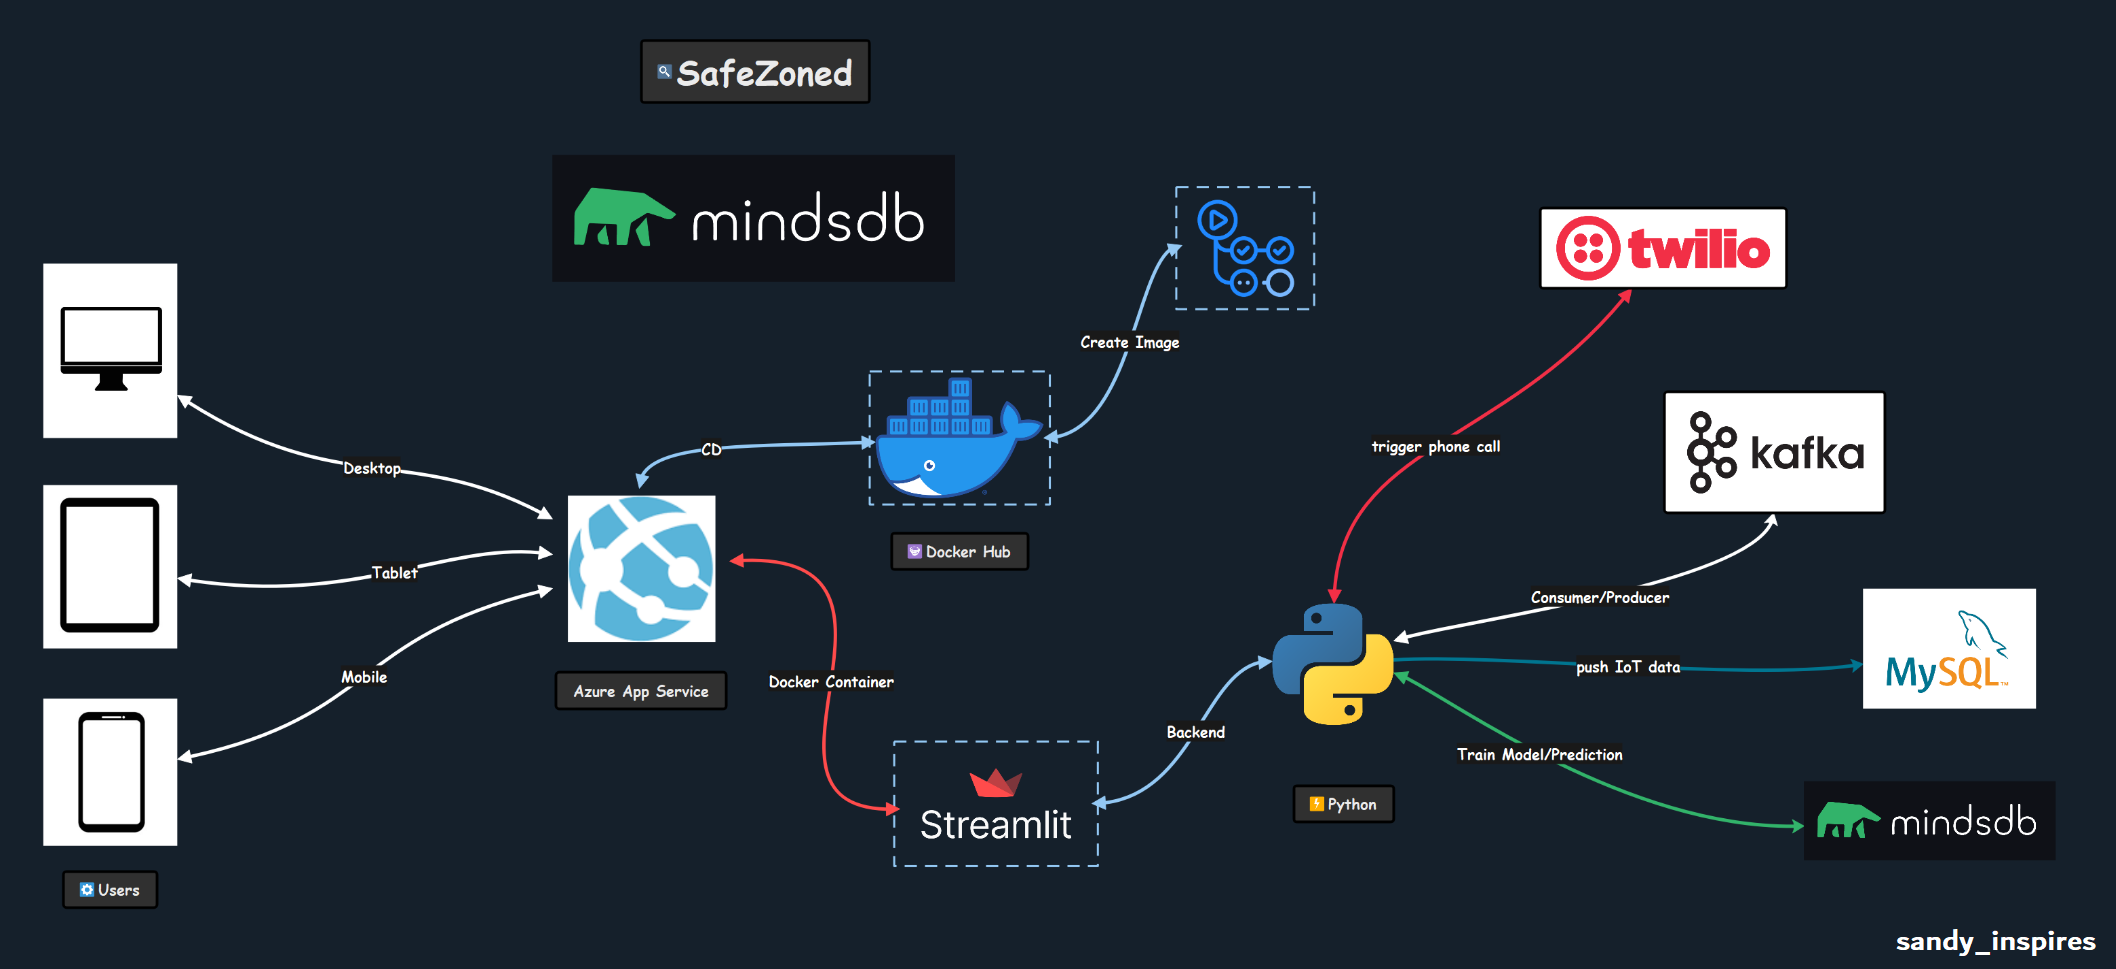 SafeZoned
mindsdb
twilio
Create Image
kafka
trigger phone call
CD
Desktop
Docker Hub
Tablet
Consumer/Producer
push IoT data
MySQL™
Mobile
Azure App Service
Docker Container
Backend
Train Model/Prediction
Python
Streamlit
mindsdb
Users
sandy_inspires